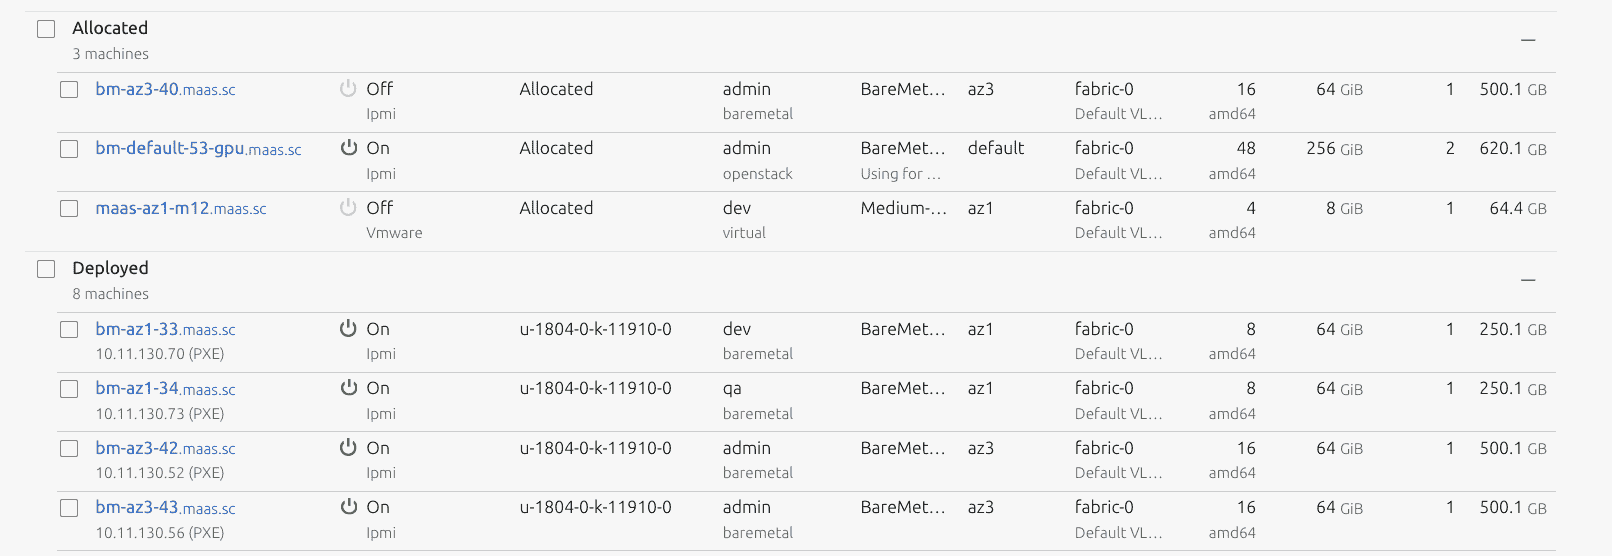 Allocated
3 machines
bm-az3-40.maas.sc Off Allocated admin BareMet… az3 fabric-0 16 64 GiB 1 500.1 GB
Ipmi baremetal Default VL… amd64
bm-default-53-gpu.maas.sc On Allocated admin BareMet… default fabric-0 48 256 GiB 2 620.1 GB
Ipmi openstack Using for … Default VL… amd64
maas-az1-m12.maas.sc Off Allocated dev Medium-… az1 fabric-0 4 8 GiB 1 64.4 GB
Vmware virtual Default VL… amd64
Deployed
8 machines
bm-az1-33.maas.sc On u-1804-0-k-11910-0 dev BareMet… az1 fabric-0 8 64 GiB 1 250.1 GB
10.11.130.70 (PXE) Ipmi baremetal Default VL… amd64
bm-az1-34.maas.sc On u-1804-0-k-11910-0 qa BareMet… az1 fabric-0 8 64 GiB 1 250.1 GB
10.11.130.73 (PXE) Ipmi baremetal Default VL… amd64
bm-az3-42.maas.sc On u-1804-0-k-11910-0 admin BareMet… az3 fabric-0 16 64 GiB 1 500.1 GB
10.11.130.52 (PXE) Ipmi baremetal Default VL… amd64
bm-az3-43.maas.sc On u-1804-0-k-11910-0 admin BareMet… az3 fabric-0 16 64 GiB 1 500.1 GB
10.11.130.56 (PXE) Ipmi baremetal Default VL… amd64